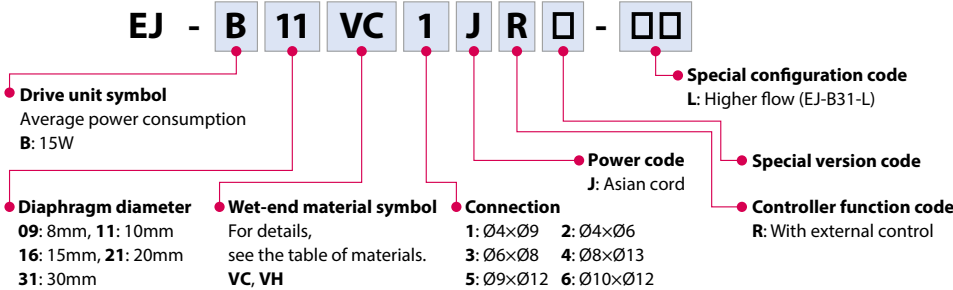 EJ - B 11 VC 1 J R □ - □□
Special configuration code
L: Higher flow (EJ-B31-L)
Drive unit symbol
Average power consumption
B: 15W
Power code
J: Asian cord
Special version code
Diaphragm diameter
09: 8mm, 11: 10mm
16: 15mm, 21: 20mm
31: 30mm
Wet-end material symbol
For details,
see the table of materials.
VC, VH
Connection
1: Ø4×Ø9 2: Ø4×Ø6
3: Ø6×Ø8 4: Ø8×Ø13
5: Ø9×Ø12 6: Ø10×Ø12
Controller function code
R: With external control